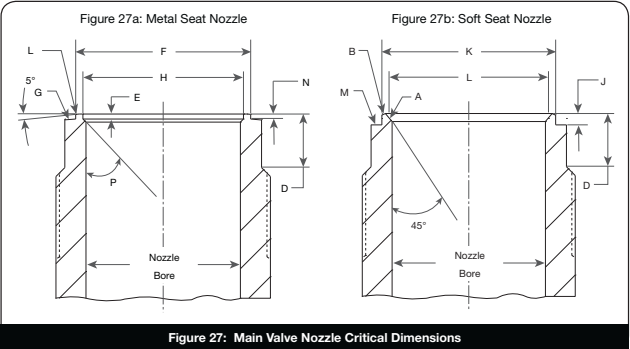 Figure 27a: Metal Seat Nozzle
Figure 27b: Soft Seat Nozzle
L
F
B
K
H
L
5°
G
E
N
M
A
J
P
D
D
45°
Nozzle
Bore
Nozzle
Bore
Figure 27: Main Valve Nozzle Critical Dimensions